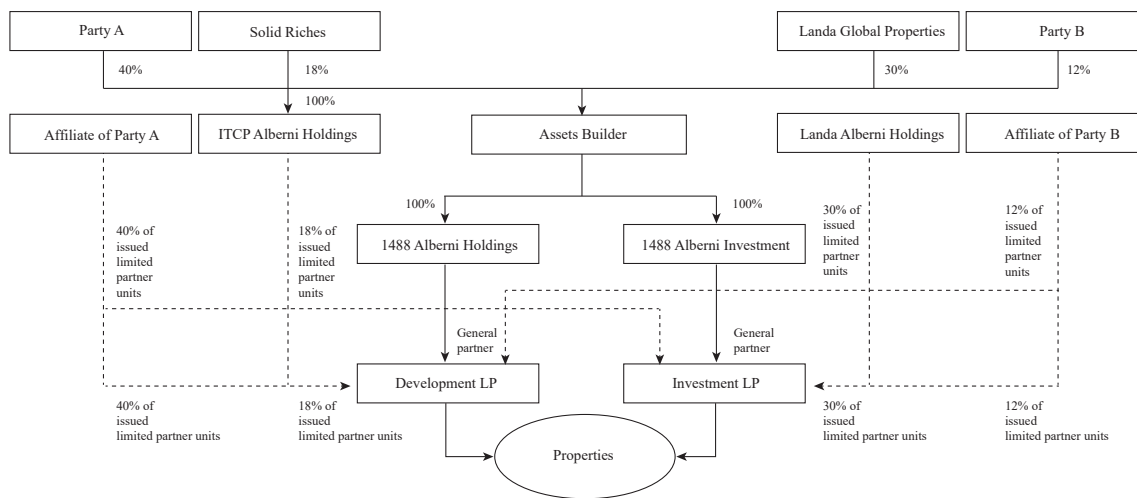 Party A
Solid Riches
Landa Global Properties
Party B
40%
18%
30%
12%
100%
Affiliate of Party A
ITCP Alberni Holdings
Assets Builder
Landa Alberni Holdings
Affiliate of Party B
100%
100%
40% of
issued
limited
partner
units
18% of
issued
limited
partner
units
1488 Alberni Holdings
1488 Alberni Investment
30% of
issued
limited
partner
units
12% of
issued
limited
partner
units
General
partner
General
partner
Development LP
Investment LP
40% of
issued
limited partner units
18% of
issued
limited partner units
30% of
issued
limited partner units
12% of
issued
limited partner units
Properties